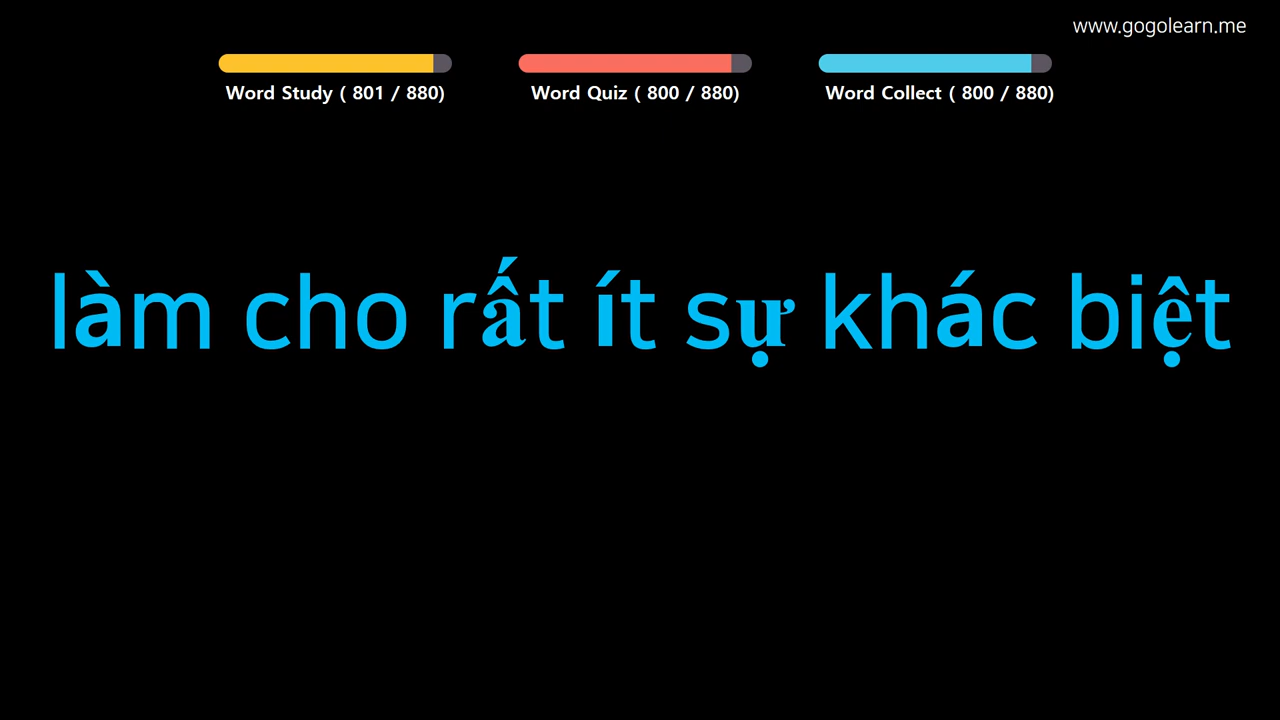 www.gogolearn.me
Word Study ( 801 / 880)
Word Quiz ( 800 / 880)
Word Collect ( 800 / 880)
làm cho rất ít sự khác biệt